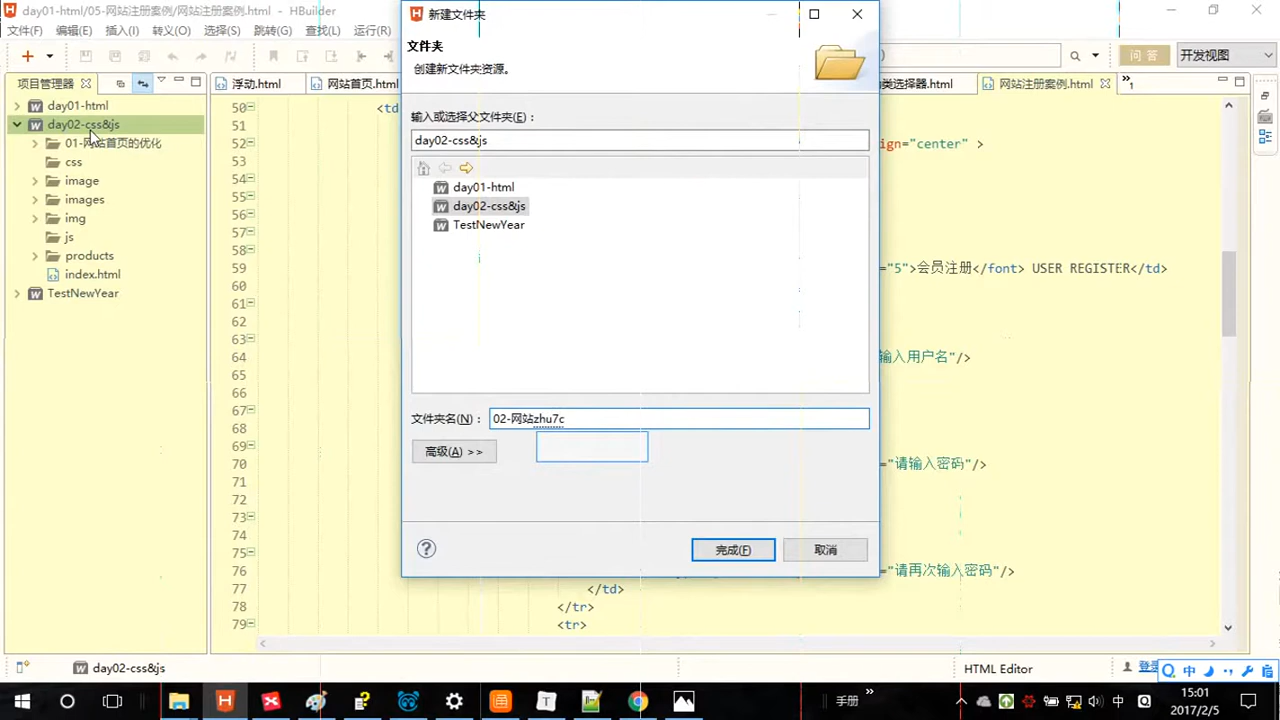 day01-html/05-网站注册案例/网站注册案例.html - HBuilder
文件(F) 编辑(E) 插入(I) 转义(O) 选择(S) 跳转(G) 查找(L) 运行(R)
问 答 开发视图
项目管理器
浮动.html 网站首页.html
类选择器.html 网站注册案例.html
day01-html
day02-css&js
01-网站首页的优化
css
image
images
img
js
products
index.html
TestNewYear
新建文件夹
文件夹
创建新文件夹资源。
输入或选择父文件夹(E)：
day02-css&js
day01-html
day02-css&js
TestNewYear
文件夹名(N)： 02-网站zhu7c
高级(A) >>
完成(F) 取消
50 <td
51
52 ign="center" >
53
54
55
56
57
58
59 ="5">会员注册</font> USER REGISTER</td>
60
61
62
63
64 输入用户名"/>
65
66
67
68
69
70 ="请输入密码"/>
71
72
73
74
75
76 ="请再次输入密码"/>
77 </td>
78 </tr>
79 <tr>
day02-css&js HTML Editor 登录
中
手册 中 15:01
2017/2/5